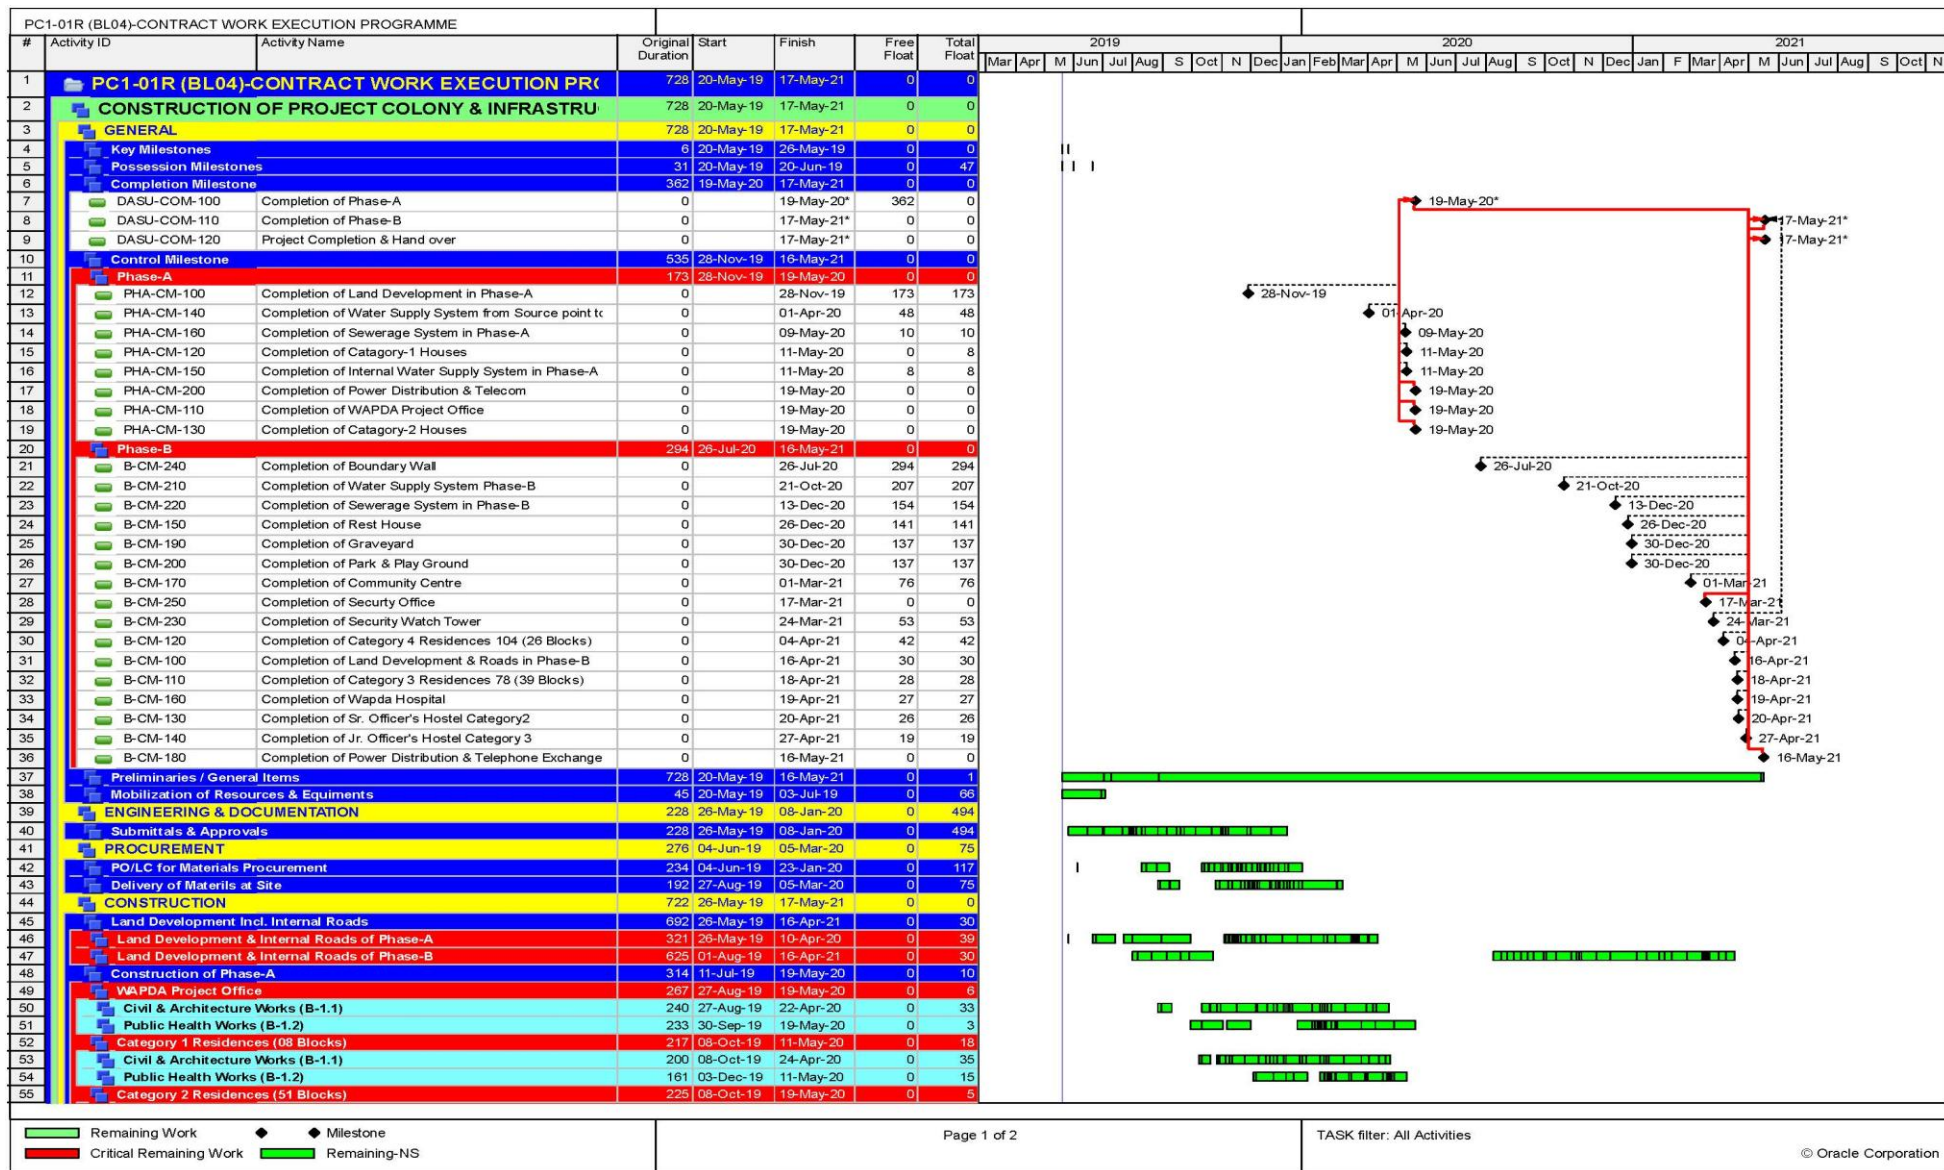 PC1-01R (BL04)-CONTRACT WORK EXECUTION PROGRAMME
# Activity ID Activity Name Original Duration Start Finish Free Float Total Float 2019 2020 2021
Mar Apr M Jun Jul Aug S Oct N Dec Jan Feb Mar Apr M Jun Jul Aug S Oct N Dec Jan F Mar Apr M Jun Jul Aug S Oct N
1 PC1-01R (BL04)-CONTRACT WORK EXECUTION PR 728 20-May-19 17-May-21 0 0
2 CONSTRUCTION OF PROJECT COLONY & INFRASTRU 728 20-May-19 17-May-21 0 0
3 GENERAL 728 20-May-19 17-May-21 0 0
4 Key Milestones 6 20-May-19 26-May-19 0 0
5 Possession Milestones 31 20-May-19 20-Jun-19 0 47
6 Completion Milestone 362 19-May-20 17-May-21 0 0
7 DASU-COM-100 Completion of Phase-A 0 19-May-20* 362 0 19-May-20*
8 DASU-COM-110 Completion of Phase-B 0 17-May-21* 0 0 17-May-21*
9 DASU-COM-120 Project Completion & Hand over 0 17-May-21* 0 0 17-May-21*
10 Control Milestone 535 28-Nov-19 16-May-21 0 0
11 Phase-A 173 28-Nov-19 19-May-20 0 0
12 PHA-CM-100 Completion of Land Development in Phase-A 0 28-Nov-19 173 173 28-Nov-19
13 PHA-CM-140 Completion of Water Supply System from Source point to 0 01-Apr-20 48 48 01-Apr-20
14 PHA-CM-160 Completion of Sewerage System in Phase-A 0 09-May-20 10 10 09-May-20
15 PHA-CM-120 Completion of Catagory-1 Houses 0 11-May-20 0 8 11-May-20
16 PHA-CM-150 Completion of Internal Water Supply System in Phase-A 0 11-May-20 8 8 11-May-20
17 PHA-CM-200 Completion of Power Distribution & Telecom 0 19-May-20 0 0 19-May-20
18 PHA-CM-110 Completion of WAPDA Project Office 0 19-May-20 0 0 19-May-20
19 PHA-CM-130 Completion of Catagory-2 Houses 0 19-May-20 0 0 19-May-20
20 Phase-B 294 26-Jul-20 16-May-21 0 0
21 B-CM-240 Completion of Boundary Wall 0 26-Jul-20 294 294 26-Jul-20
22 B-CM-210 Completion of Water Supply System Phase-B 0 21-Oct-20 207 207 21-Oct-20
23 B-CM-220 Completion of Sewerage System in Phase-B 0 13-Dec-20 154 154 13-Dec-20
24 B-CM-150 Completion of Rest House 0 26-Dec-20 141 141 26-Dec-20
25 B-CM-190 Completion of Graveyard 0 30-Dec-20 137 137 30-Dec-20
26 B-CM-200 Completion of Park & Play Ground 0 30-Dec-20 137 137 30-Dec-20
27 B-CM-170 Completion of Community Centre 0 01-Mar-21 76 76 01-Mar-21
28 B-CM-250 Completion of Securty Office 0 17-Mar-21 0 0 17-Mar-21
29 B-CM-230 Completion of Security Watch Tower 0 24-Mar-21 53 53 24-Mar-21
30 B-CM-120 Completion of Category 4 Residences 104 (26 Blocks) 0 04-Apr-21 42 42 04-Apr-21
31 B-CM-100 Completion of Land Development & Roads in Phase-B 0 16-Apr-21 30 30 16-Apr-21
32 B-CM-110 Completion of Category 3 Residences 78 (39 Blocks) 0 18-Apr-21 28 28 18-Apr-21
33 B-CM-160 Completion of Wapda Hospital 0 19-Apr-21 27 27 19-Apr-21
34 B-CM-130 Completion of Sr. Officer's Hostel Category2 0 20-Apr-21 26 26 20-Apr-21
35 B-CM-140 Completion of Jr. Officer's Hostel Category 3 0 27-Apr-21 19 19 27-Apr-21
36 B-CM-180 Completion of Power Distribution & Telephone Exchange 0 16-May-21 0 0 16-May-21
37 Preliminaries / General Items 728 20-May-19 16-May-21 0 1
38 Mobilization of Resources & Equiments 45 20-May-19 03-Jul-19 0 66
39 ENGINEERING & DOCUMENTATION 228 26-May-19 08-Jan-20 0 494
40 Submittals & Approvals 228 26-May-19 08-Jan-20 0 494
41 PROCUREMENT 276 04-Jun-19 05-Mar-20 0 75
42 PO/LC for Materials Procurement 234 04-Jun-19 23-Jan-20 0 117
43 Delivery of Materils at Site 192 27-Aug-19 05-Mar-20 0 75
44 CONSTRUCTION 722 26-May-19 17-May-21 0 0
45 Land Development Incl. Internal Roads 692 26-May-19 16-Apr-21 0 30
46 Land Development & Internal Roads of Phase-A 321 26-May-19 10-Apr-20 0 39
47 Land Development & Internal Roads of Phase-B 625 01-Aug-19 16-Apr-21 0 30
48 Construction of Phase-A 314 11-Jul-19 19-May-20 0 10
49 WAPDA Project Office 267 27-Aug-19 19-May-20 0 6
50 Civil & Architecture Works (B-1.1) 240 27-Aug-19 22-Apr-20 0 33
51 Public Health Works (B-1.2) 233 30-Sep-19 19-May-20 0 3
52 Category 1 Residences (08 Blocks) 217 08-Oct-19 11-May-20 0 18
53 Civil & Architecture Works (B-1.1) 200 08-Oct-19 24-Apr-20 0 35
54 Public Health Works (B-1.2) 161 03-Dec-19 11-May-20 0 15
55 Category 2 Residences (51 Blocks) 225 08-Oct-19 19-May-20 0 5
Remaining Work Milestone Page 1 of 2 TASK filter: All Activities
Critical Remaining Work Remaining-NS © Oracle Corporation